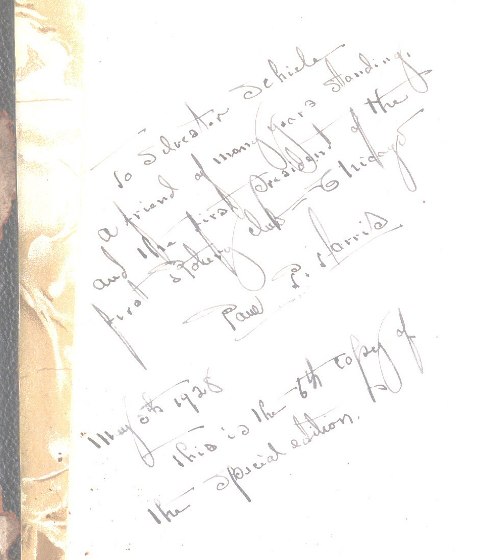 To Silvester Schiele
A friend of many years standing,
and the first President of the
first Rotary club - Chicago
Paul P. Harris
May 5th 1928
This is the 6th copy of
the special edition.